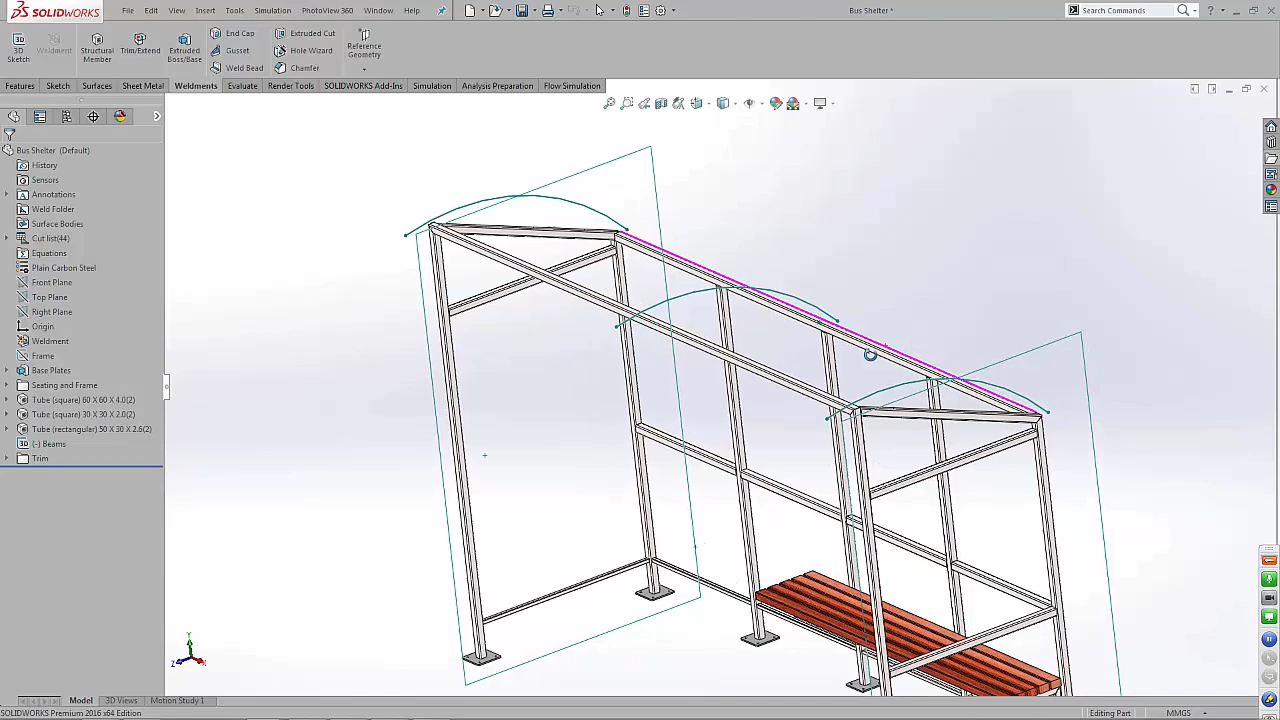 SOLIDWORKS
File Edit View Insert Tools Simulation PhotoView 360 Window Help
Bus Shelter *
Search Commands
3D Sketch
Weldment
Structural Member
Trim/Extend
Extruded Boss/Base
End Cap
Gusset
Weld Bead
Extruded Cut
Hole Wizard
Chamfer
Reference Geometry
Features Sketch Surfaces Sheet Metal Weldments Evaluate Render Tools SOLIDWORKS Add-Ins Simulation Analysis Preparation Flow Simulation
Bus Shelter (Default)
History
Sensors
Annotations
Weld Folder
Surface Bodies
Cut list(44)
Equations
Plain Carbon Steel
Front Plane
Top Plane
Right Plane
Origin
Weldment
Frame
Base Plates
Seating and Frame
Tube (square) 60 X 60 X 4.0(2)
Tube (square) 30 X 30 X 2.0(2)
Tube (rectangular) 50 X 30 X 2.6(2)
3D (-) Beams
Trim
Y
Z
X
Model 3D Views Motion Study 1
SOLIDWORKS Premium 2016 x64 Edition
Editing Part
MMGS